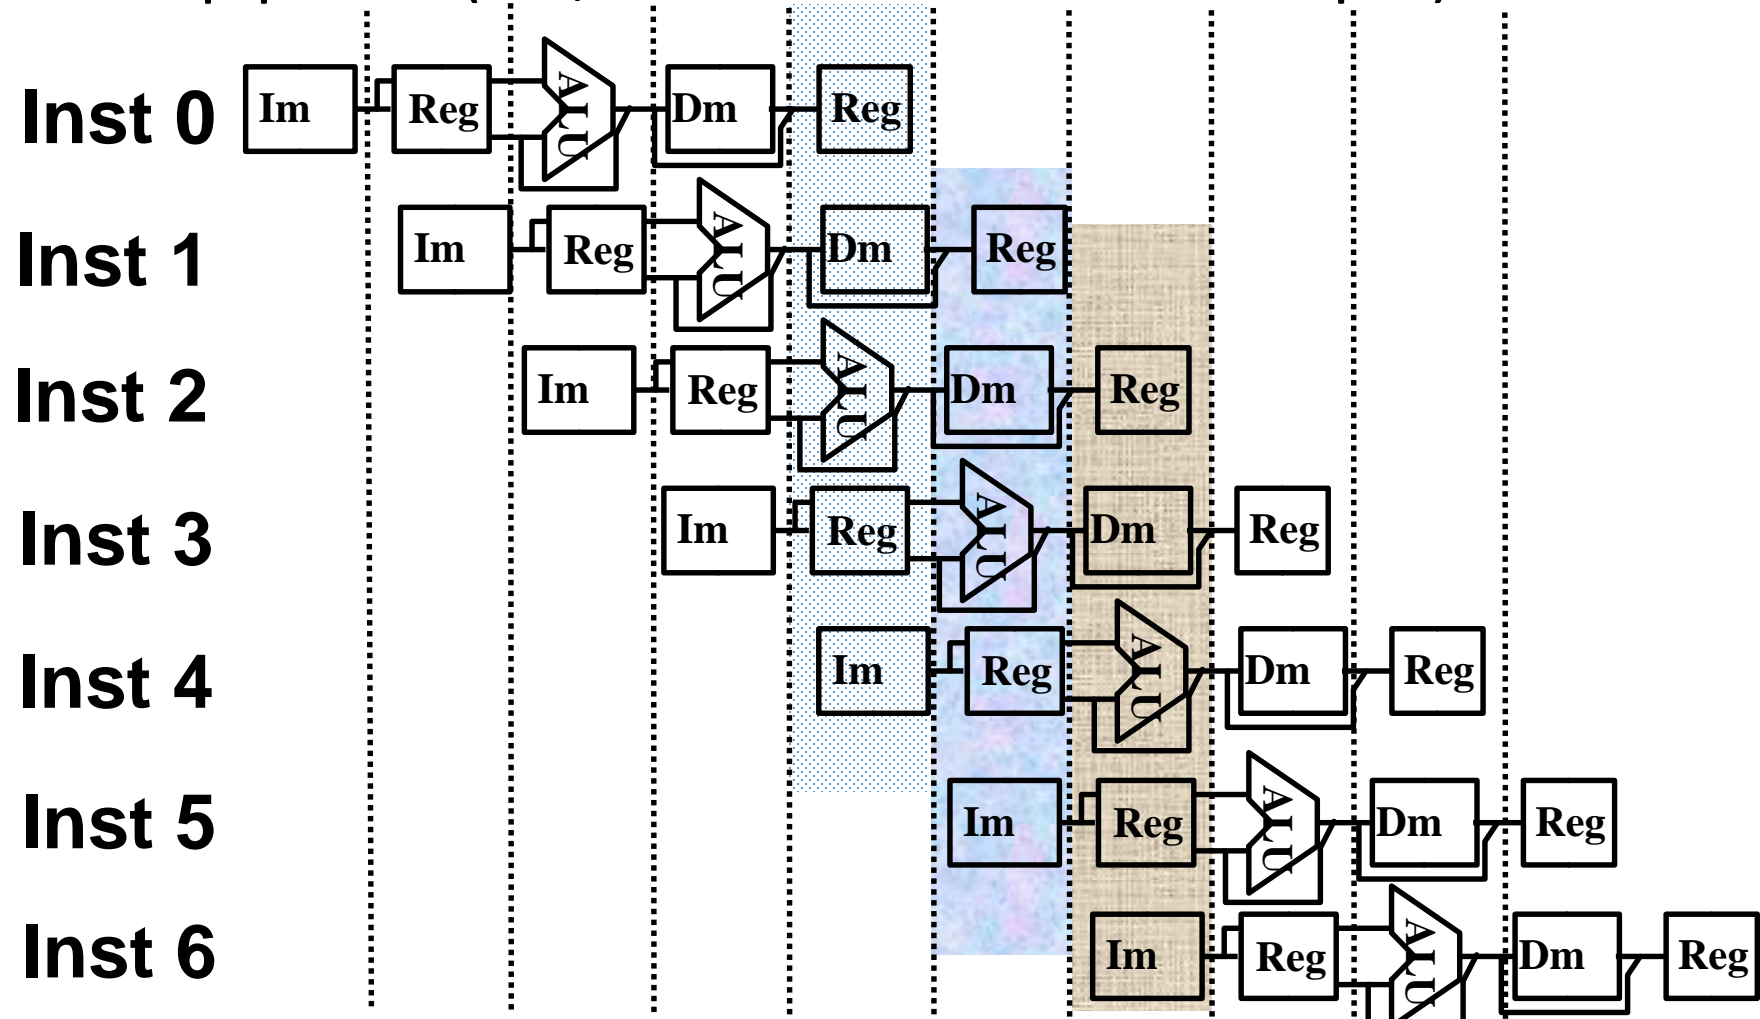 Inst 0 Im Reg ALU Dm Reg
Inst 1 Im Reg ALU Dm Reg
Inst 2 Im Reg ALU Dm Reg
Inst 3 Im Reg ALU Dm Reg
Inst 4 Im Reg ALU Dm Reg
Inst 5 Im Reg ALU Dm Reg
Inst 6 Im Reg ALU Dm Reg